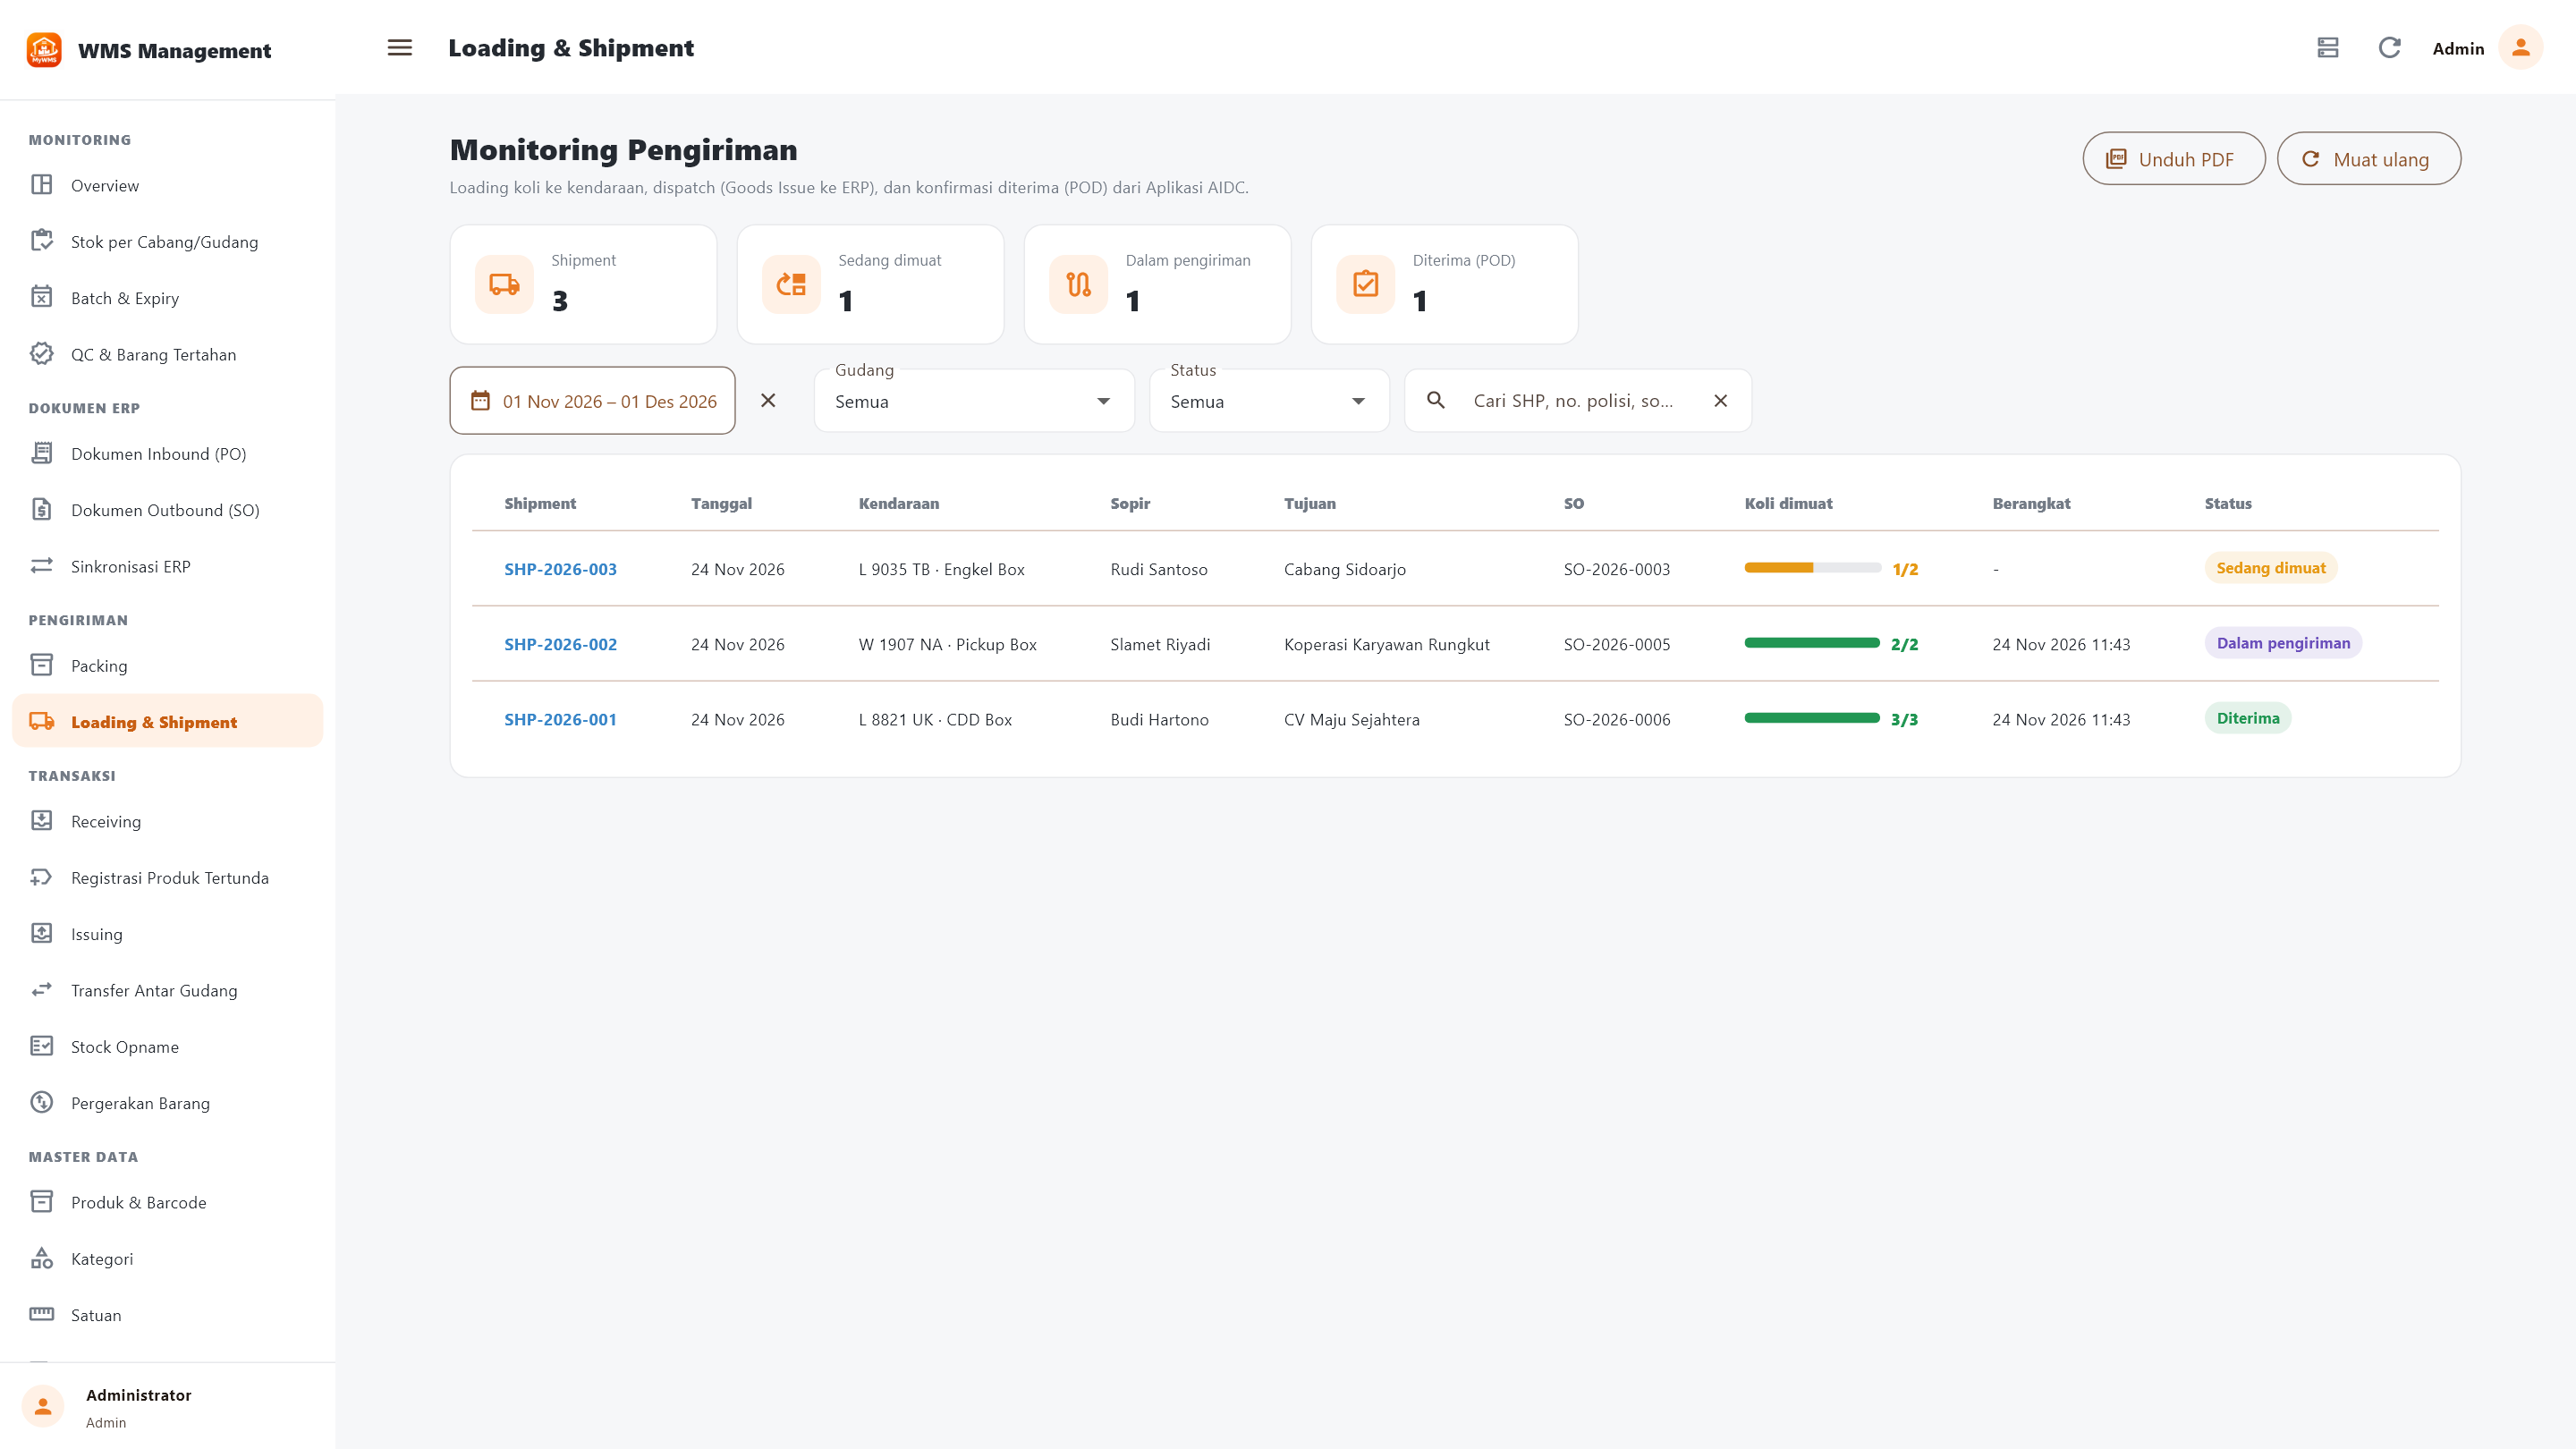 WMS Management
MyWMS
Loading & Shipment
Admin
MONITORING
Overview
Stok per Cabang/Gudang
Batch & Expiry
QC & Barang Tertahan
DOKUMEN ERP
Dokumen Inbound (PO)
Dokumen Outbound (SO)
Sinkronisasi ERP
PENGIRIMAN
Packing
Loading & Shipment
TRANSAKSI
Receiving
Registrasi Produk Tertunda
Issuing
Transfer Antar Gudang
Stock Opname
Pergerakan Barang
MASTER DATA
Produk & Barcode
Kategori
Satuan
Administrator
Admin
Monitoring Pengiriman
Loading koli ke kendaraan, dispatch (Goods Issue ke ERP), dan konfirmasi diterima (POD) dari Aplikasi AIDC.
PDF Unduh PDF
Muat ulang
Shipment
3
Sedang dimuat
1
Dalam pengiriman
1
Diterima (POD)
1
01 Nov 2026 – 01 Des 2026
Gudang
Semua
Status
Semua
Cari SHP, no. polisi, so...
Shipment Tanggal Kendaraan Sopir Tujuan SO Koli dimuat Berangkat Status
SHP-2026-003 24 Nov 2026 L 9035 TB · Engkel Box Rudi Santoso Cabang Sidoarjo SO-2026-0003 1/2 - Sedang dimuat
SHP-2026-002 24 Nov 2026 W 1907 NA · Pickup Box Slamet Riyadi Koperasi Karyawan Rungkut SO-2026-0005 2/2 24 Nov 2026 11:43 Dalam pengiriman
SHP-2026-001 24 Nov 2026 L 8821 UK · CDD Box Budi Hartono CV Maju Sejahtera SO-2026-0006 3/3 24 Nov 2026 11:43 Diterima